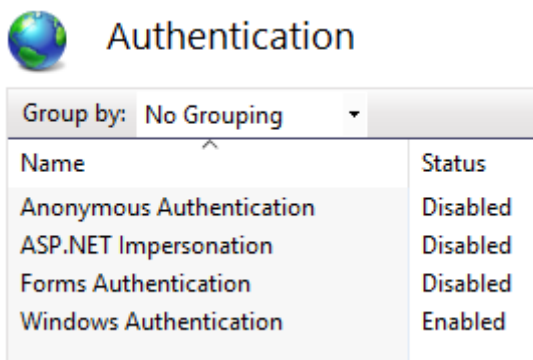 Authentication
Group by: No Grouping
Name Status
Anonymous Authentication Disabled
ASP.NET Impersonation Disabled
Forms Authentication Disabled
Windows Authentication Enabled